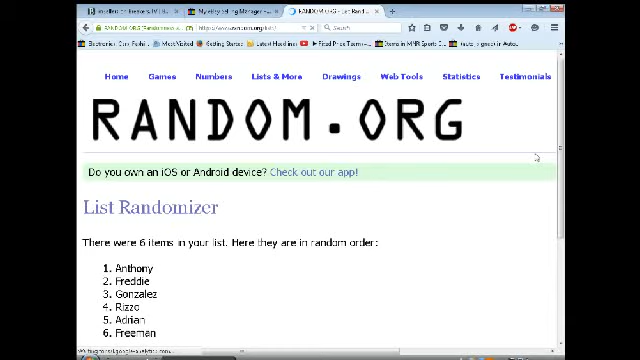 RANDOM.ORG
Home Games Numbers Lists & More Drawings Web Tools Statistics Testimonials
RANDOM.ORG
Do you own an iOS or Android device? Check out our app!
List Randomizer
There were 6 items in your list. Here they are in random order:
1. Anthony
2. Freddie
3. Gonzalez
4. Rizzo
5. Adrian
6. Freeman